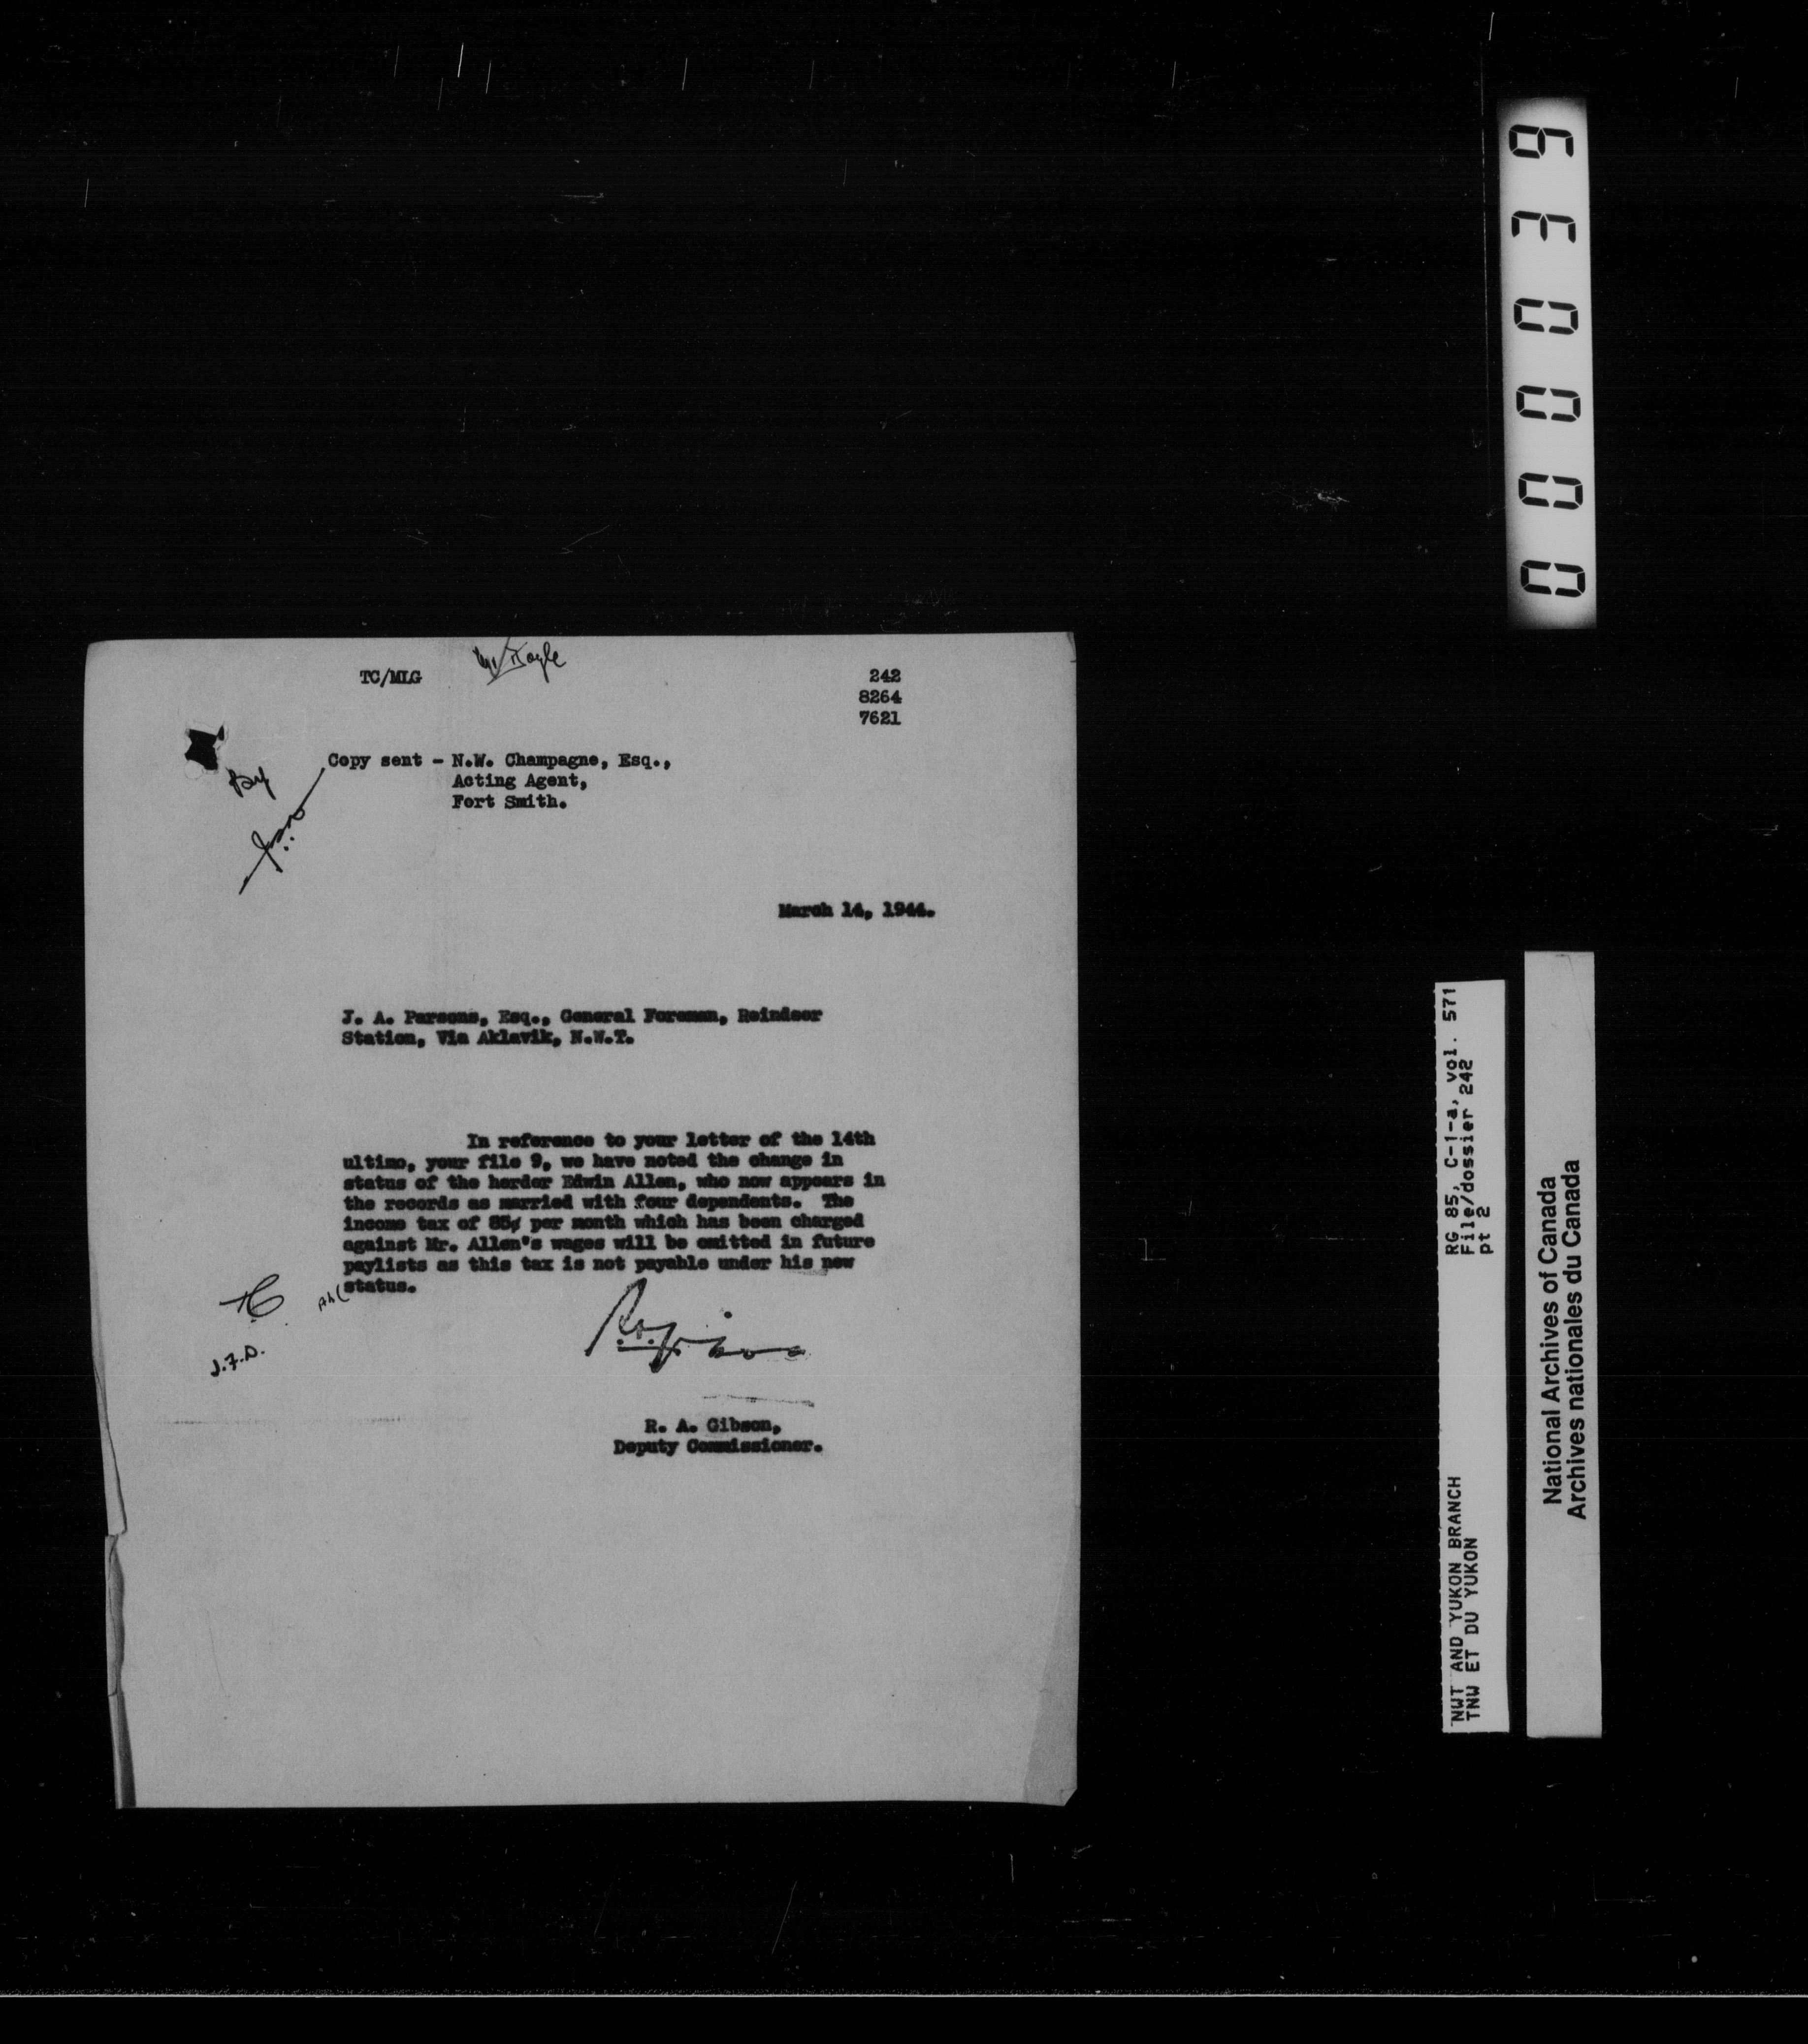 TC/MLG
242
8264
7621
Copy sent - N.W. Champagne, Esq.,
Acting Agent,
Fort Smith.
March 14, 1944.
J. A. Parsons, Esq., General Foreman, Reindeer
Station, Via Aklavik, N.W.T.
In reference to your letter of the 14th
ultimo, your file 9, we have noted the change in
status of the herder Edwin Allen, who now appears in
the records as married with four dependents. The
income tax of 85¢ per month which has been charged
against Mr. Allen's wages will be omitted in future
paylists as this tax is not payable under his new
status.
J.F.D.
R. A. Gibson
R. A. Gibson,
Deputy Commissioner.
000039
RG 85, C-1-a, vol. 571
File/dossier 242
pt 2
NWT AND YUKON BRANCH
TNW ET DU YUKON
National Archives of Canada
Archives nationales du Canada